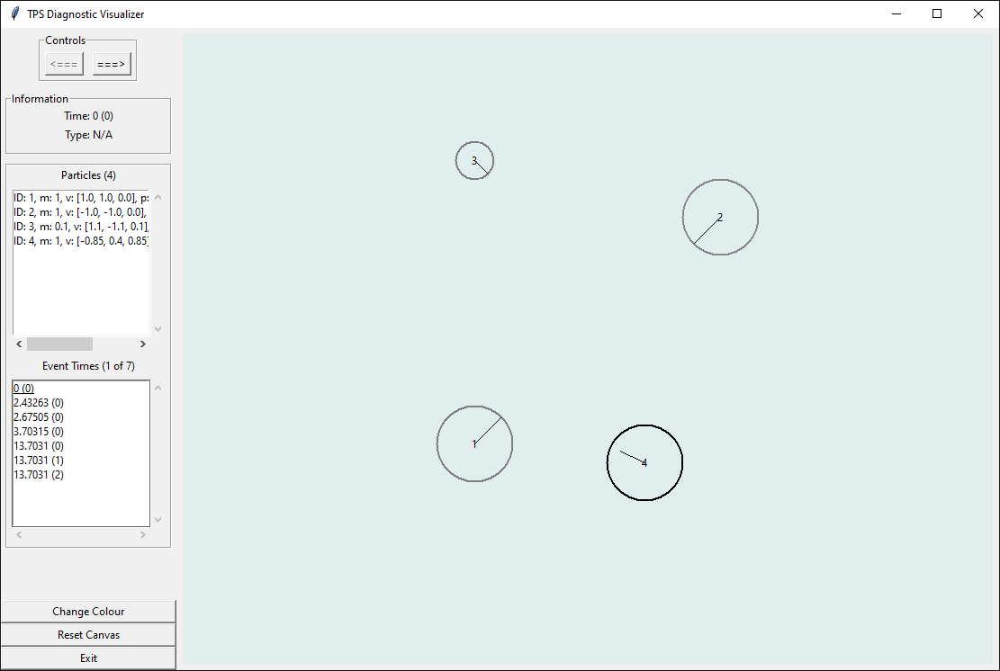 TPS Diagnostic Visualizer
Controls
<===
===>
Information
Time: 0 (0)
Type: N/A
Particles (4)
ID: 1, m: 1, v: [1.0, 1.0, 0.0], p:
ID: 2, m: 1, v: [-1.0, -1.0, 0.0],
ID: 3, m: 0.1, v: [1.1, -1.1, 0.1],
ID: 4, m: 1, v: [-0.85, 0.4, 0.85]
Event Times (1 of 7)
0 (0)
2.43263 (0)
2.67505 (0)
3.70315 (0)
13.7031 (0)
13.7031 (1)
13.7031 (2)
Change Colour
Reset Canvas
Exit
3
2
1
4